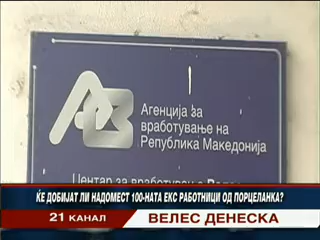 АВ
Агенција за
вработување на
Република Македонија
Центар за вработување
ЌЕ ДОБИЈАТ ЛИ НАДОМЕСТ 100-НАТА ЕКС РАБОТНИЦИ ОД ПОРЦЕЛАНКА?
21 КАНАЛ
ВЕЛЕС ДЕНЕСКА